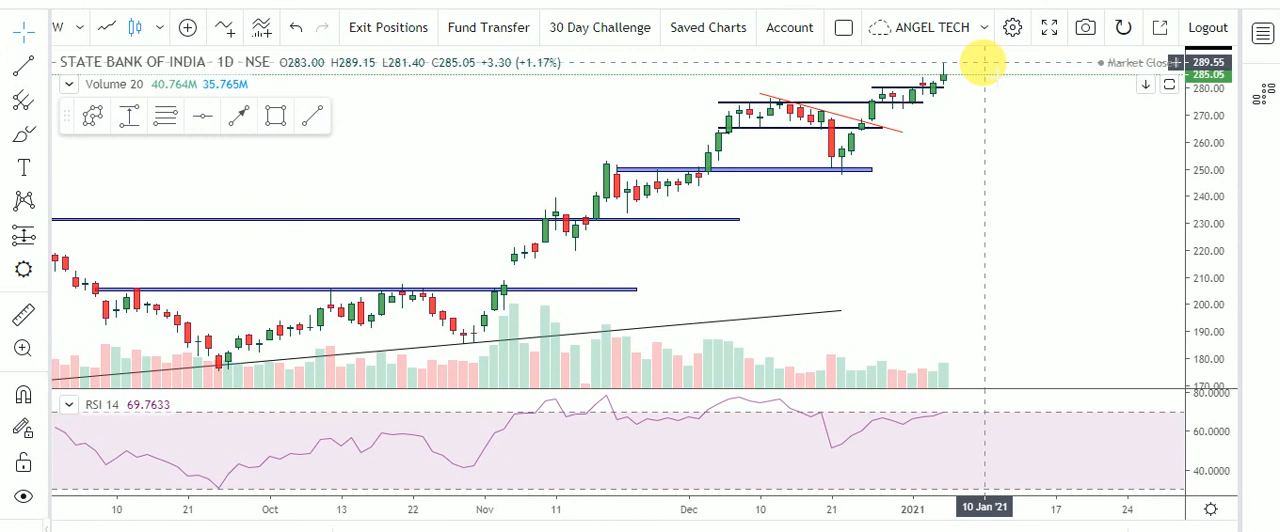 W Exit Positions Fund Transfer 30 Day Challenge Saved Charts Account ANGEL TECH Logout
STATE BANK OF INDIA · 1D · NSE O283.00 H289.15 L281.40 C285.05 +3.30 (+1.17%)
Market Clos
289.55
285.05
Volume 20 40.764M 35.765M
280.00
270.00
260.00
250.00
240.00
230.00
220.00
210.00
200.00
190.00
180.00
170.00
80.0000
RSI 14 69.7633
60.0000
40.0000
10 21 Oct 13 22 Nov 11 Dec 10 21 2021 10 Jan '21 17 24
T